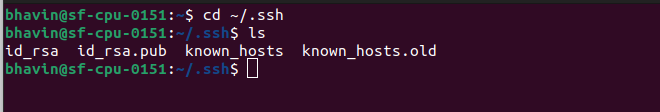 bhavin@sf-cpu-0151:~$ cd ~/.ssh
bhavin@sf-cpu-0151:~/.ssh$ ls
id_rsa  id_rsa.pub  known_hosts  known_hosts.old
bhavin@sf-cpu-0151:~/.ssh$